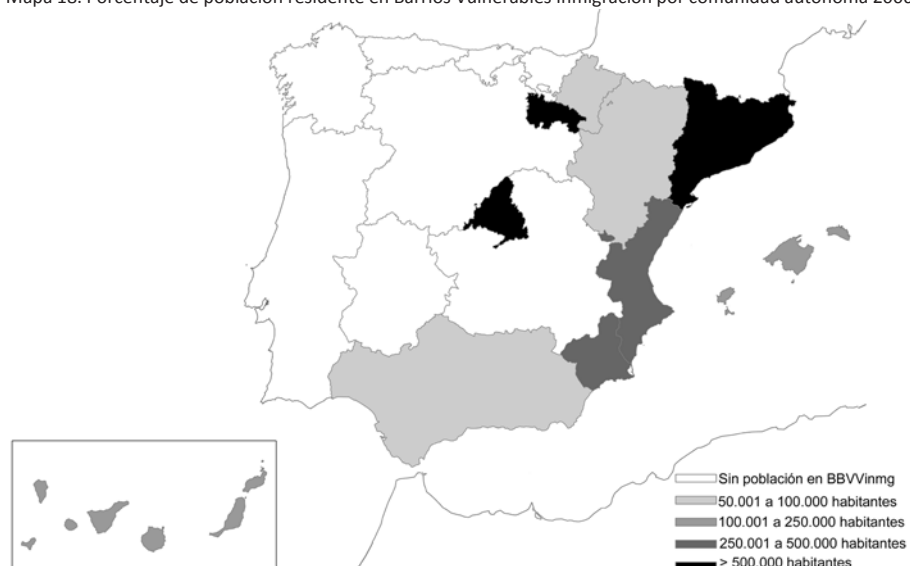 Mapa 18. Porcentaje de población residente en Barrios Vulnerables Inmigración por comunidad autónoma
Sin población en BBVVinmg
50.001 a 100.000 habitantes
100.001 a 250.000 habitantes
250.001 a 500.000 habitantes
> 500.000 habitantes